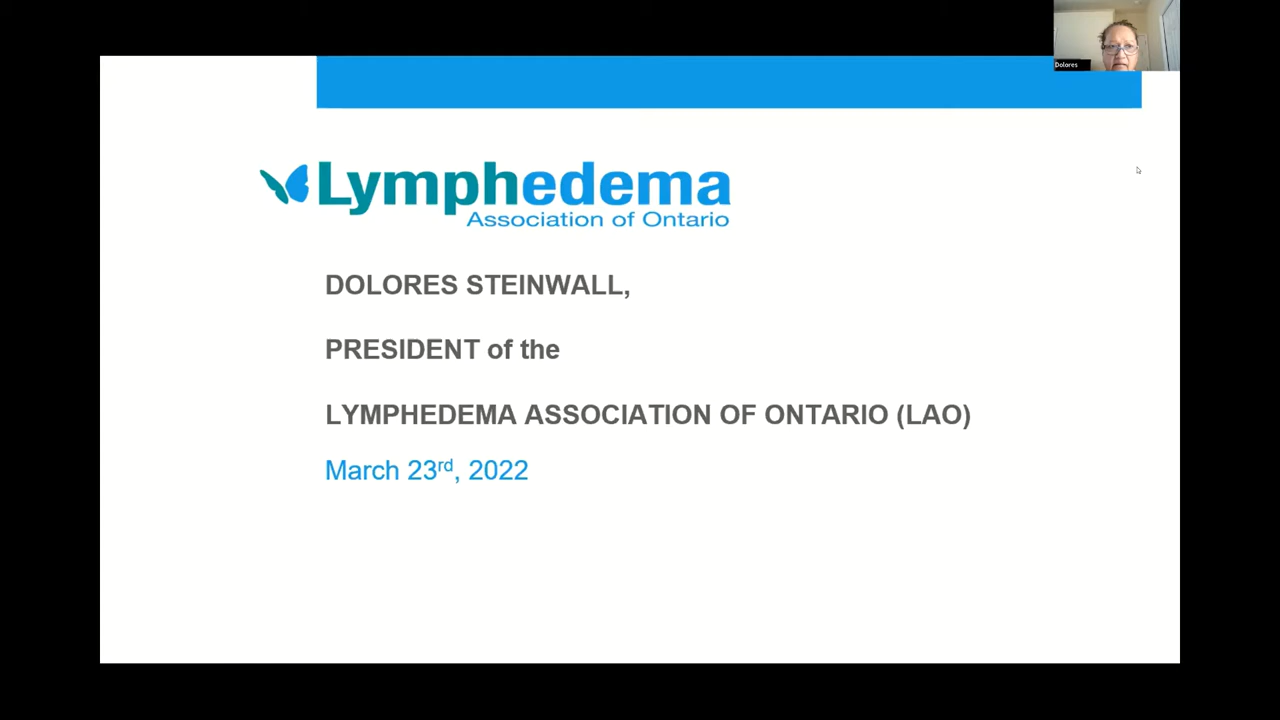 Dolores
Lymphedema
Association of Ontario
DOLORES STEINWALL,
PRESIDENT of the
LYMPHEDEMA ASSOCIATION OF ONTARIO (LAO)
March 23rd, 2022